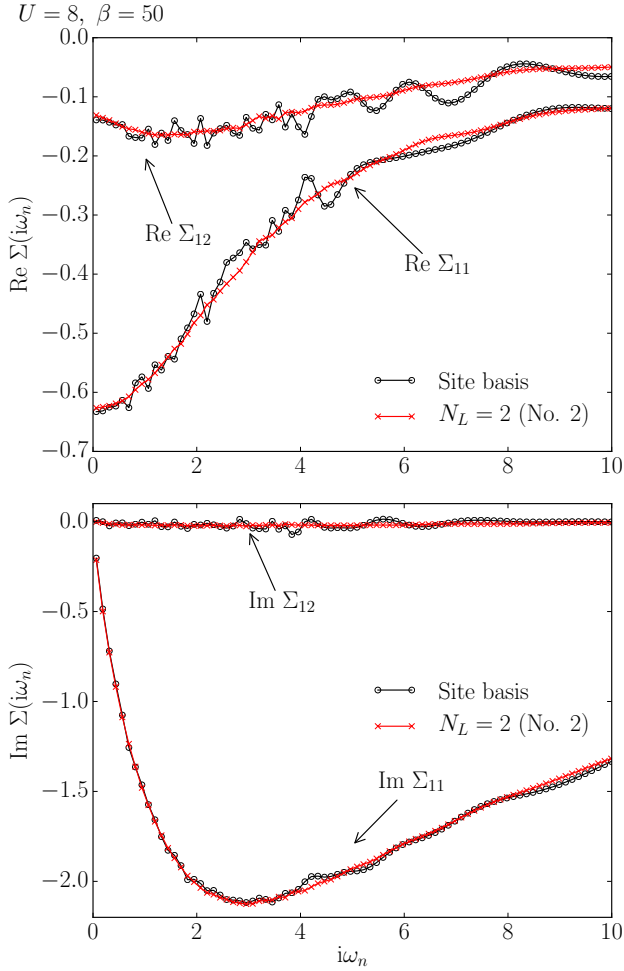 U = 8, β = 50
0.0
−0.1
−0.2
−0.3
−0.4
−0.5
−0.6
−0.7
Re Σ(iωₙ)
Re Σ₁₂
Re Σ₁₁
Site basis
N_L = 2 (No. 2)
0 2 4 6 8 10
0.0
−0.5
−1.0
−1.5
−2.0
Im Σ(iωₙ)
Im Σ₁₂
Site basis
N_L = 2 (No. 2)
Im Σ₁₁
0 2 4 6 8 10
iωₙ